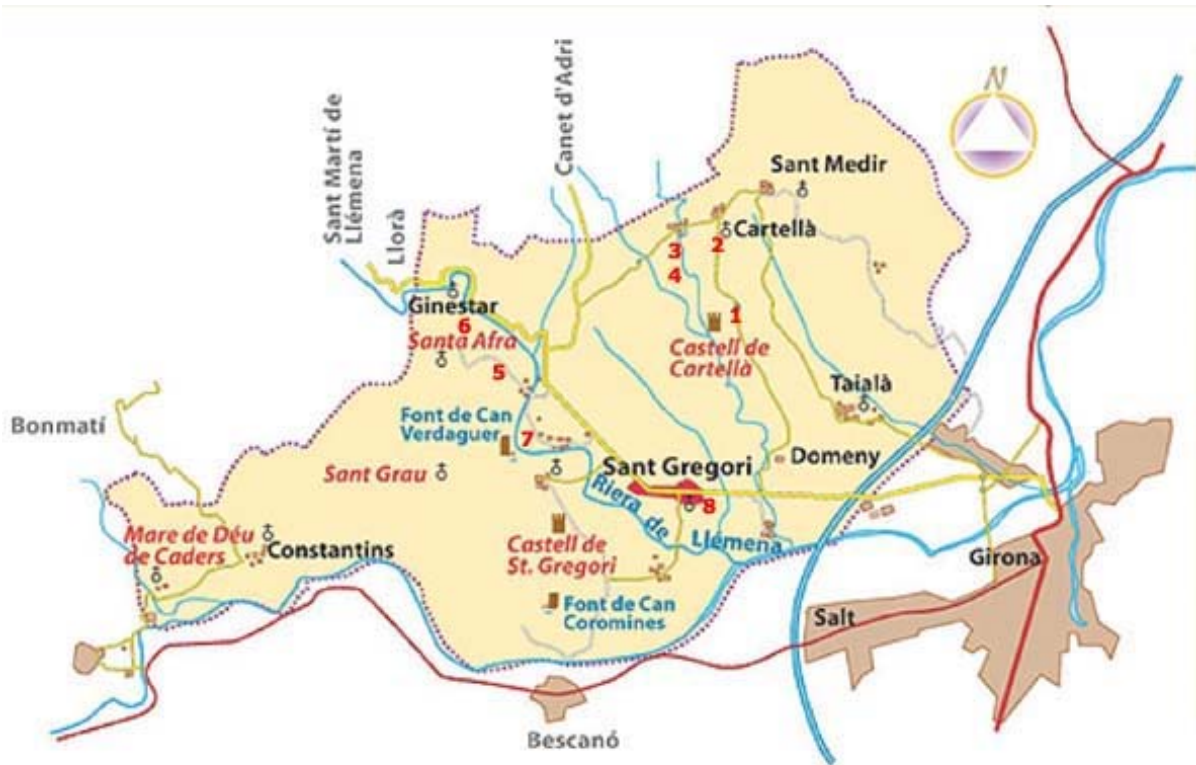 N
Canet d'Adri
Sant Martí de
Llémena
Llorà
Sant Medir
Cartellà
3
2
4
1
Ginestar
6
Santa Afra
Castell de
Cartellà
5
Taialà
Bonmatí
Font de Can
Verdaguer
7
Sant Gregori
Domeny
Sant Grau
8
Riera de
Llémena
Mare de Déu
de Caders
Constantins
Castell de
St. Gregori
Girona
Font de Can
Coromines
Salt
Bescanó